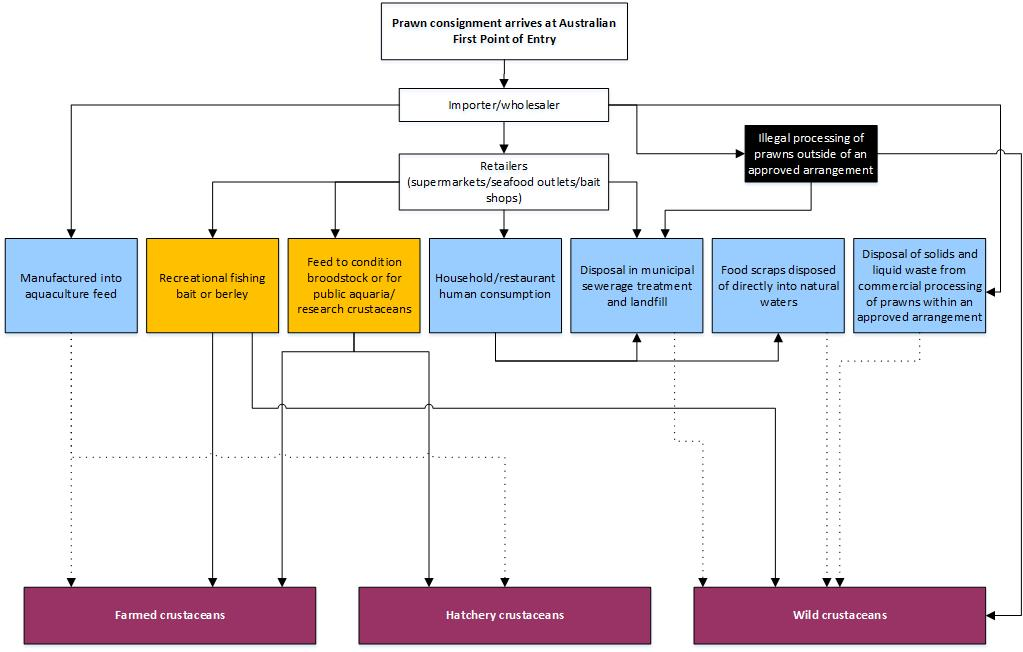 Prawn consignment arrives at Australian
First Point of Entry
Importer/wholesaler
Illegal processing of
prawns outside of an
approved arrangement
Retailers
(supermarkets/seafood outlets/bait
shops)
Manufactured into
aquaculture feed
Recreational fishing
bait or berley
Feed to condition
broodstock or for
public aquaria/
research crustaceans
Household/restaurant
human consumption
Disposal in municipal
sewerage treatment
and landfill
Food scraps disposed
of directly into natural
waters
Disposal of solids and
liquid waste from
commercial processing
of prawns within an
approved arrangement
Farmed crustaceans
Hatchery crustaceans
Wild crustaceans